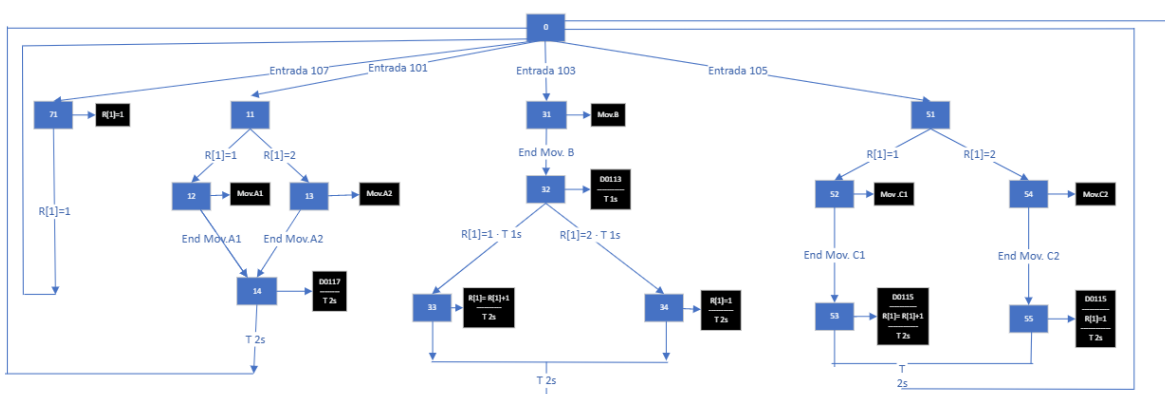 0
Entrada 107
Entrada 101
Entrada 103
Entrada 105
71
R[1]=1
11
31
Mov.B
51
R[1]=1
R[1]=2
End Mov. B
R[1]=1
R[1]=2
12
Mov.A1
13
Mov.A2
32
D0113
T 1s
52
Mov .C1
54
Mov.C2
R[1]=1
End Mov.A1
End Mov.A2
R[1]=1 · T 1s
R[1]=2 · T 1s
End Mov. C1
End Mov. C2
14
D0117
T 2s
33
R[1]= R[1]+1
T 2s
34
R[1]=1
T 2s
53
D0115
R[1]= R[1]+1
T 2s
55
D0115
R[1]=1
T 2s
T 2s
T 2s
T
2s